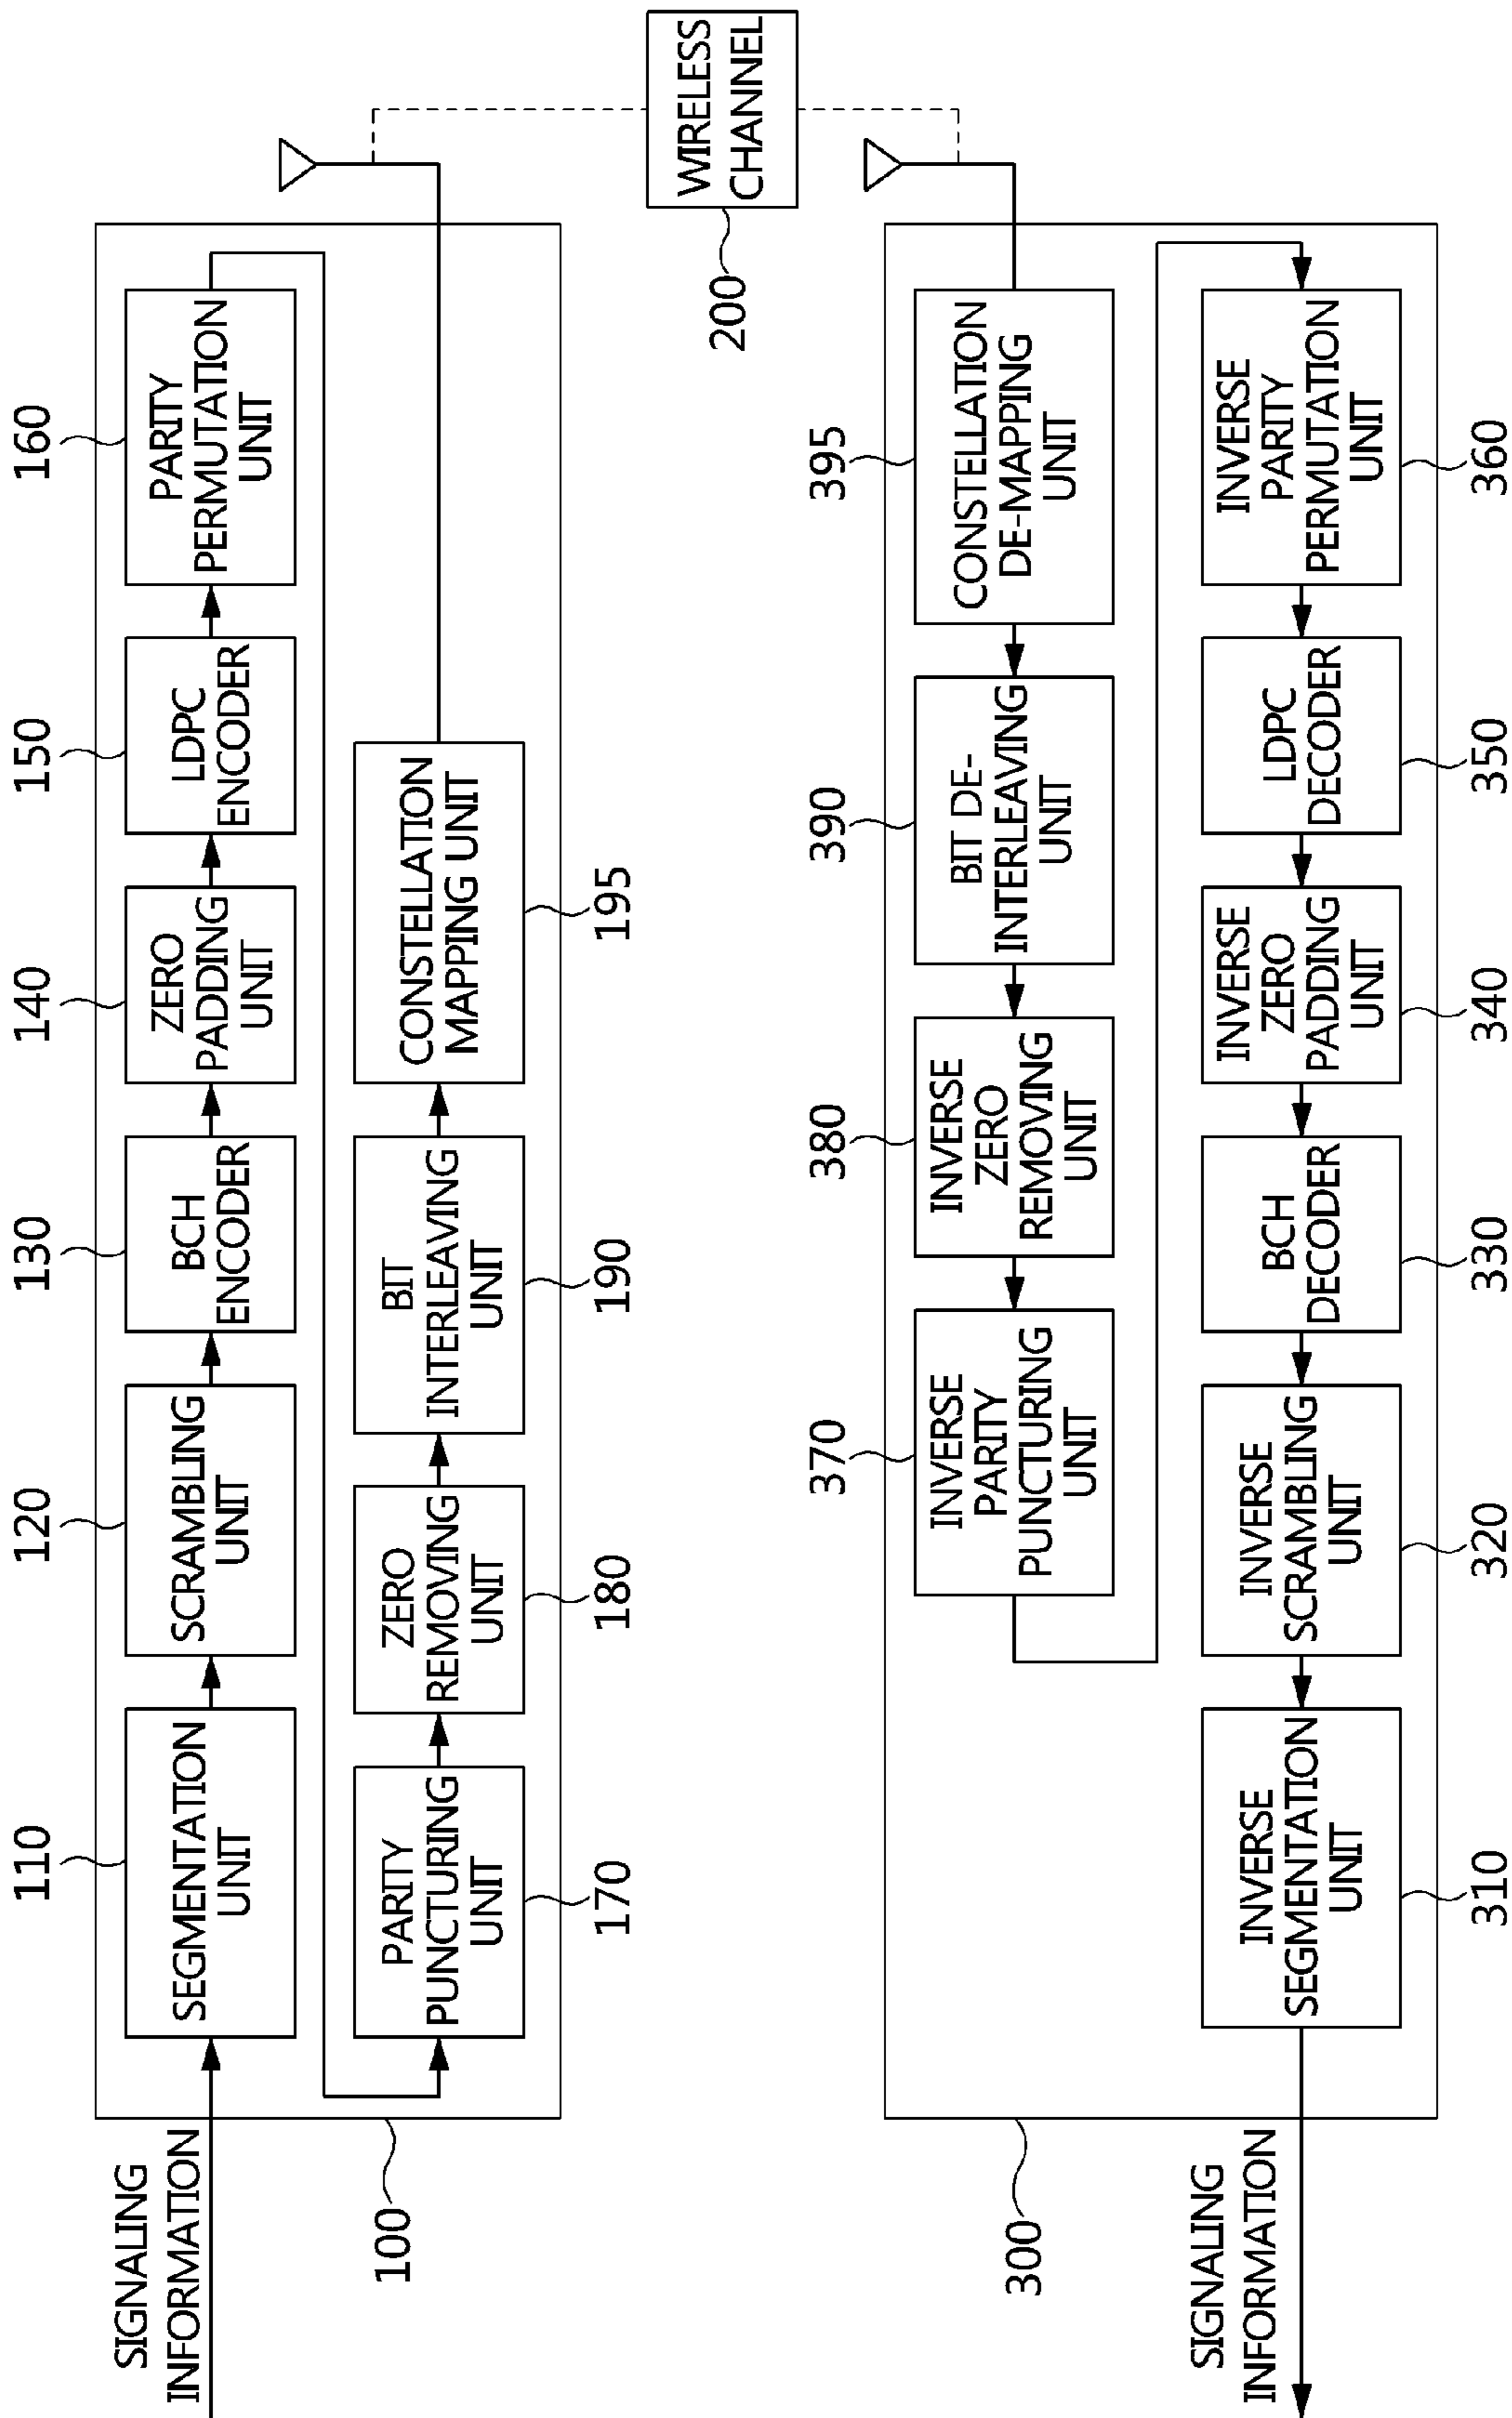 110
120
130
140
150
160
SIGNALING
INFORMATION
SEGMENTATION
UNIT
SCRAMBLING
UNIT
BCH
ENCODER
ZERO
PADDING
UNIT
LDPC
ENCODER
PARITY
PERMUTATION
UNIT
PARITY
PUNCTURING
UNIT
ZERO
REMOVING
UNIT
BIT
INTERLEAVING
UNIT
CONSTELLATION
MAPPING UNIT
100
170
180
190
195
WIRELESS
CHANNEL
200
370
380
390
395
INVERSE
PARITY
PUNCTURING
UNIT
INVERSE
ZERO
REMOVING
UNIT
BIT DE-
INTERLEAVING
UNIT
CONSTELLATION
DE-MAPPING
UNIT
300
SIGNALING
INFORMATION
INVERSE
SEGMENTATION
UNIT
INVERSE
SCRAMBLING
UNIT
BCH
DECODER
INVERSE
ZERO
PADDING
UNIT
LDPC
DECODER
INVERSE
PARITY
PERMUTATION
UNIT
310
320
330
340
350
360